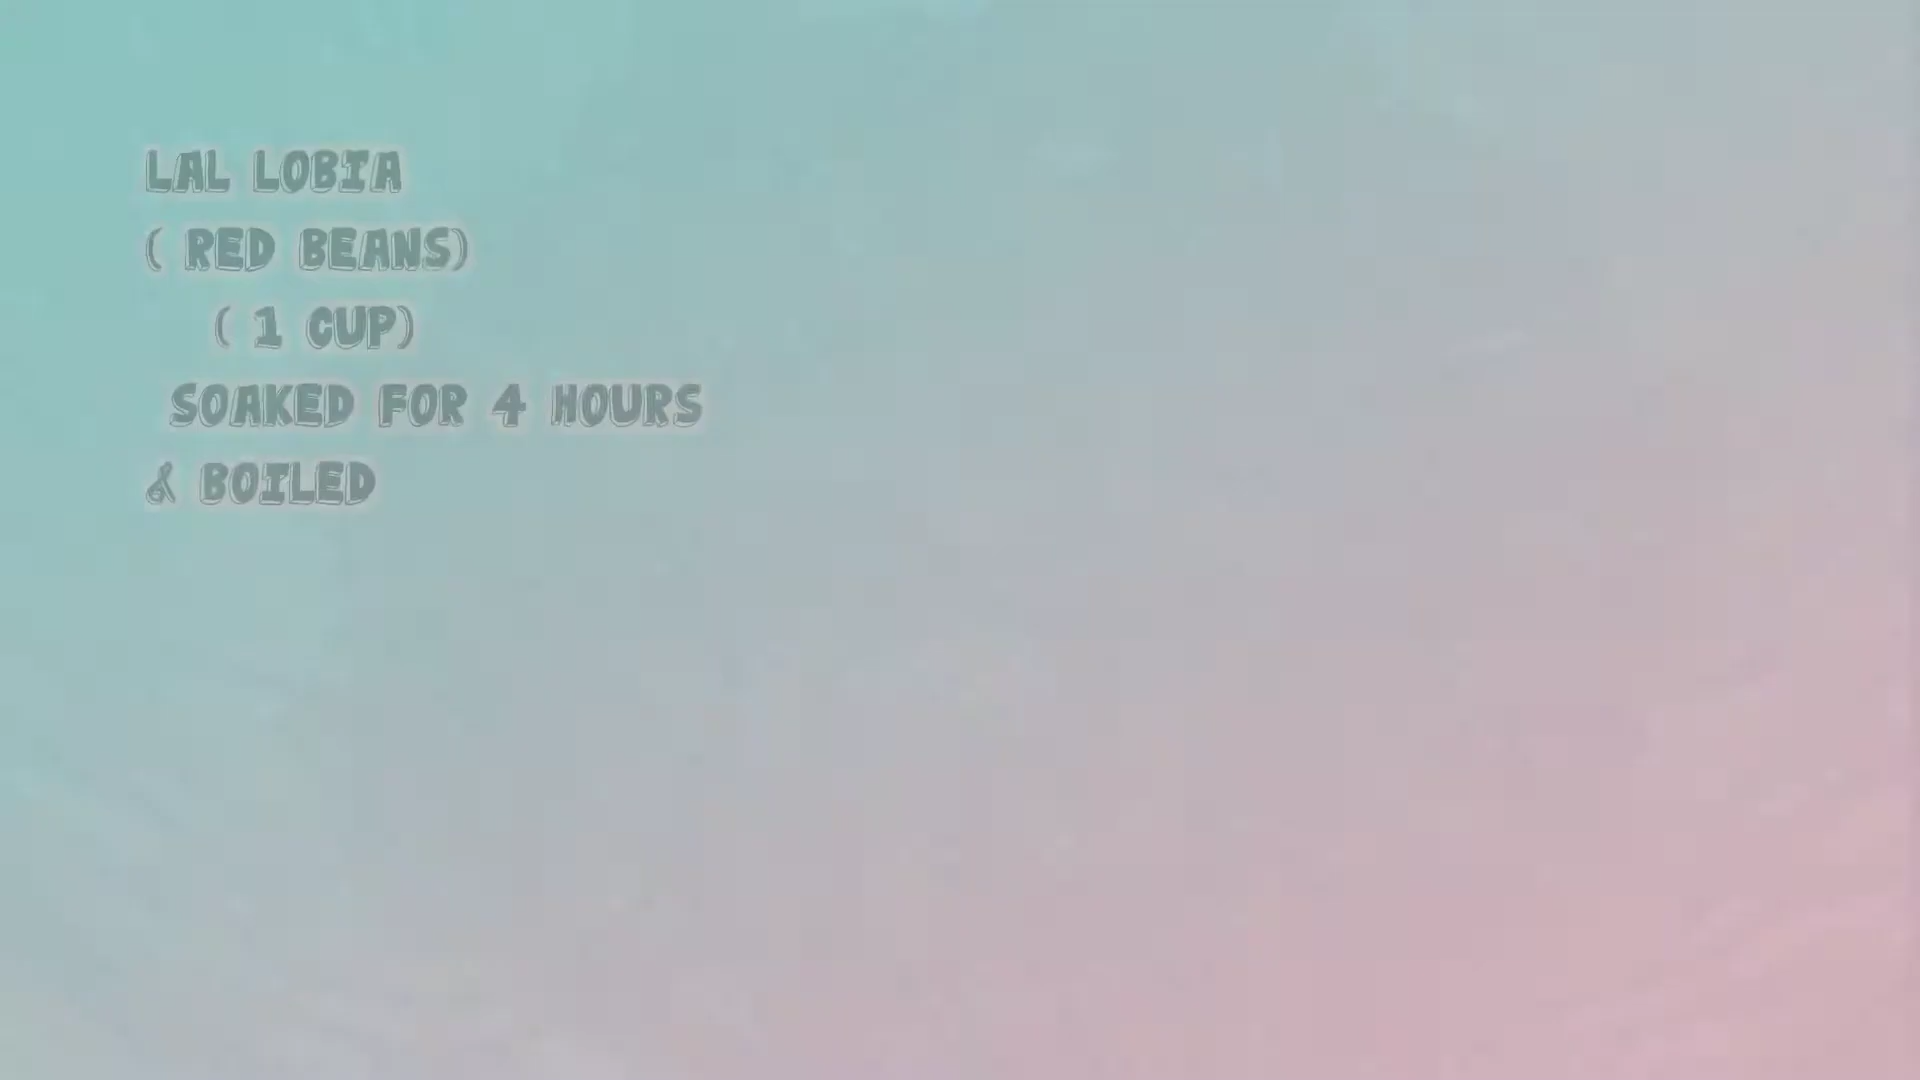 LAL LOBIA
( RED BEANS)
( 1 CUP)
SOAKED FOR 4 HOURS
& BOILED